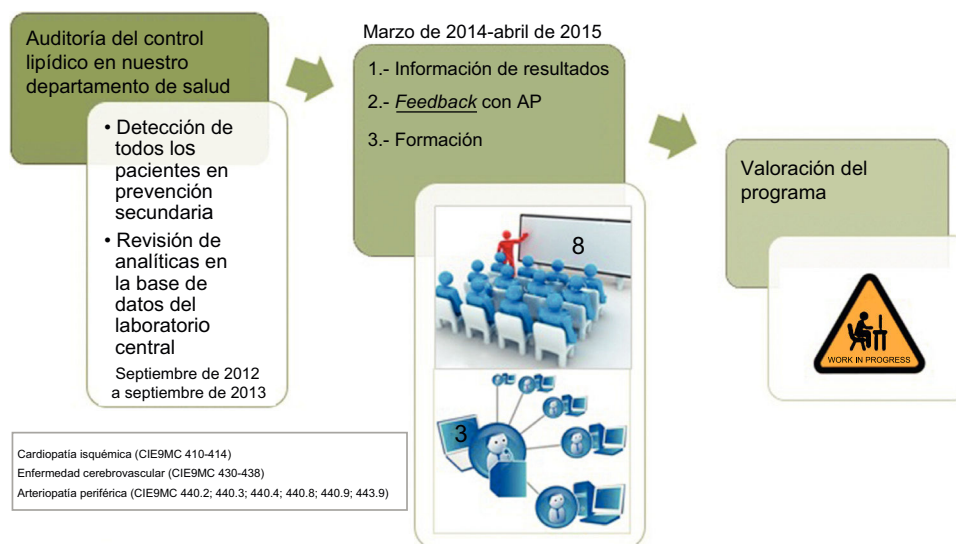 Auditoría del control
lipídico en nuestro
departamento de salud
• Detección de
todos los
pacientes en
prevención
secundaria
• Revisión de
analíticas en
la base de
datos del
laboratorio
central
Septiembre de 2012
a septiembre de 2013
Marzo de 2014-abril de 2015
1.- Información de resultados
2.- Feedback con AP
3.- Formación
8
3
Valoración del
programa
WORK IN PROGRESS
Cardiopatía isquémica (CIE9MC 410-414)
Enfermedad cerebrovascular (CIE9MC 430-438)
Arteriopatía periférica (CIE9MC 440.2; 440.3; 440.4; 440.8; 440.9; 443.9)